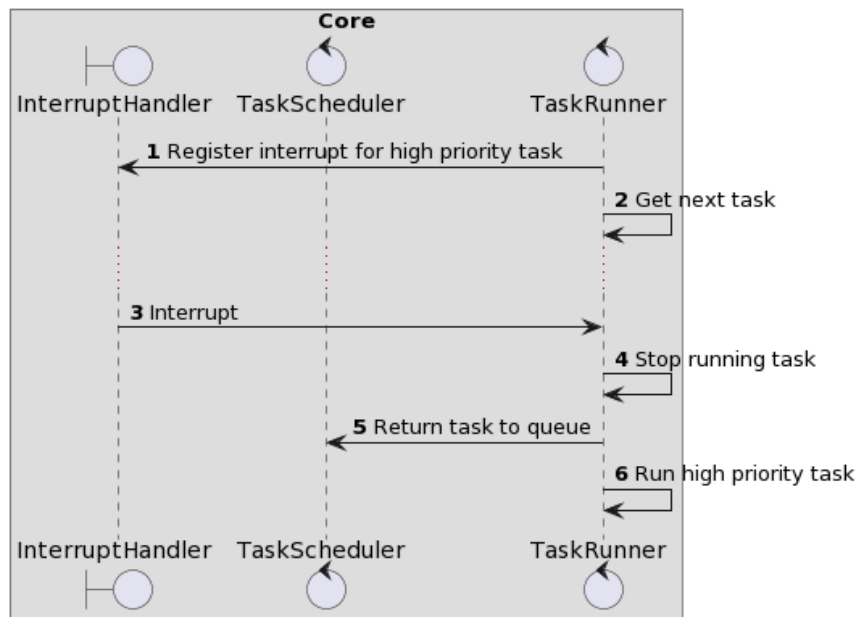 Core
InterruptHandler TaskScheduler TaskRunner
1 Register interrupt for high priority task
2 Get next task
3 Interrupt
4 Stop running task
5 Return task to queue
6 Run high priority task
InterruptHandler TaskScheduler TaskRunner